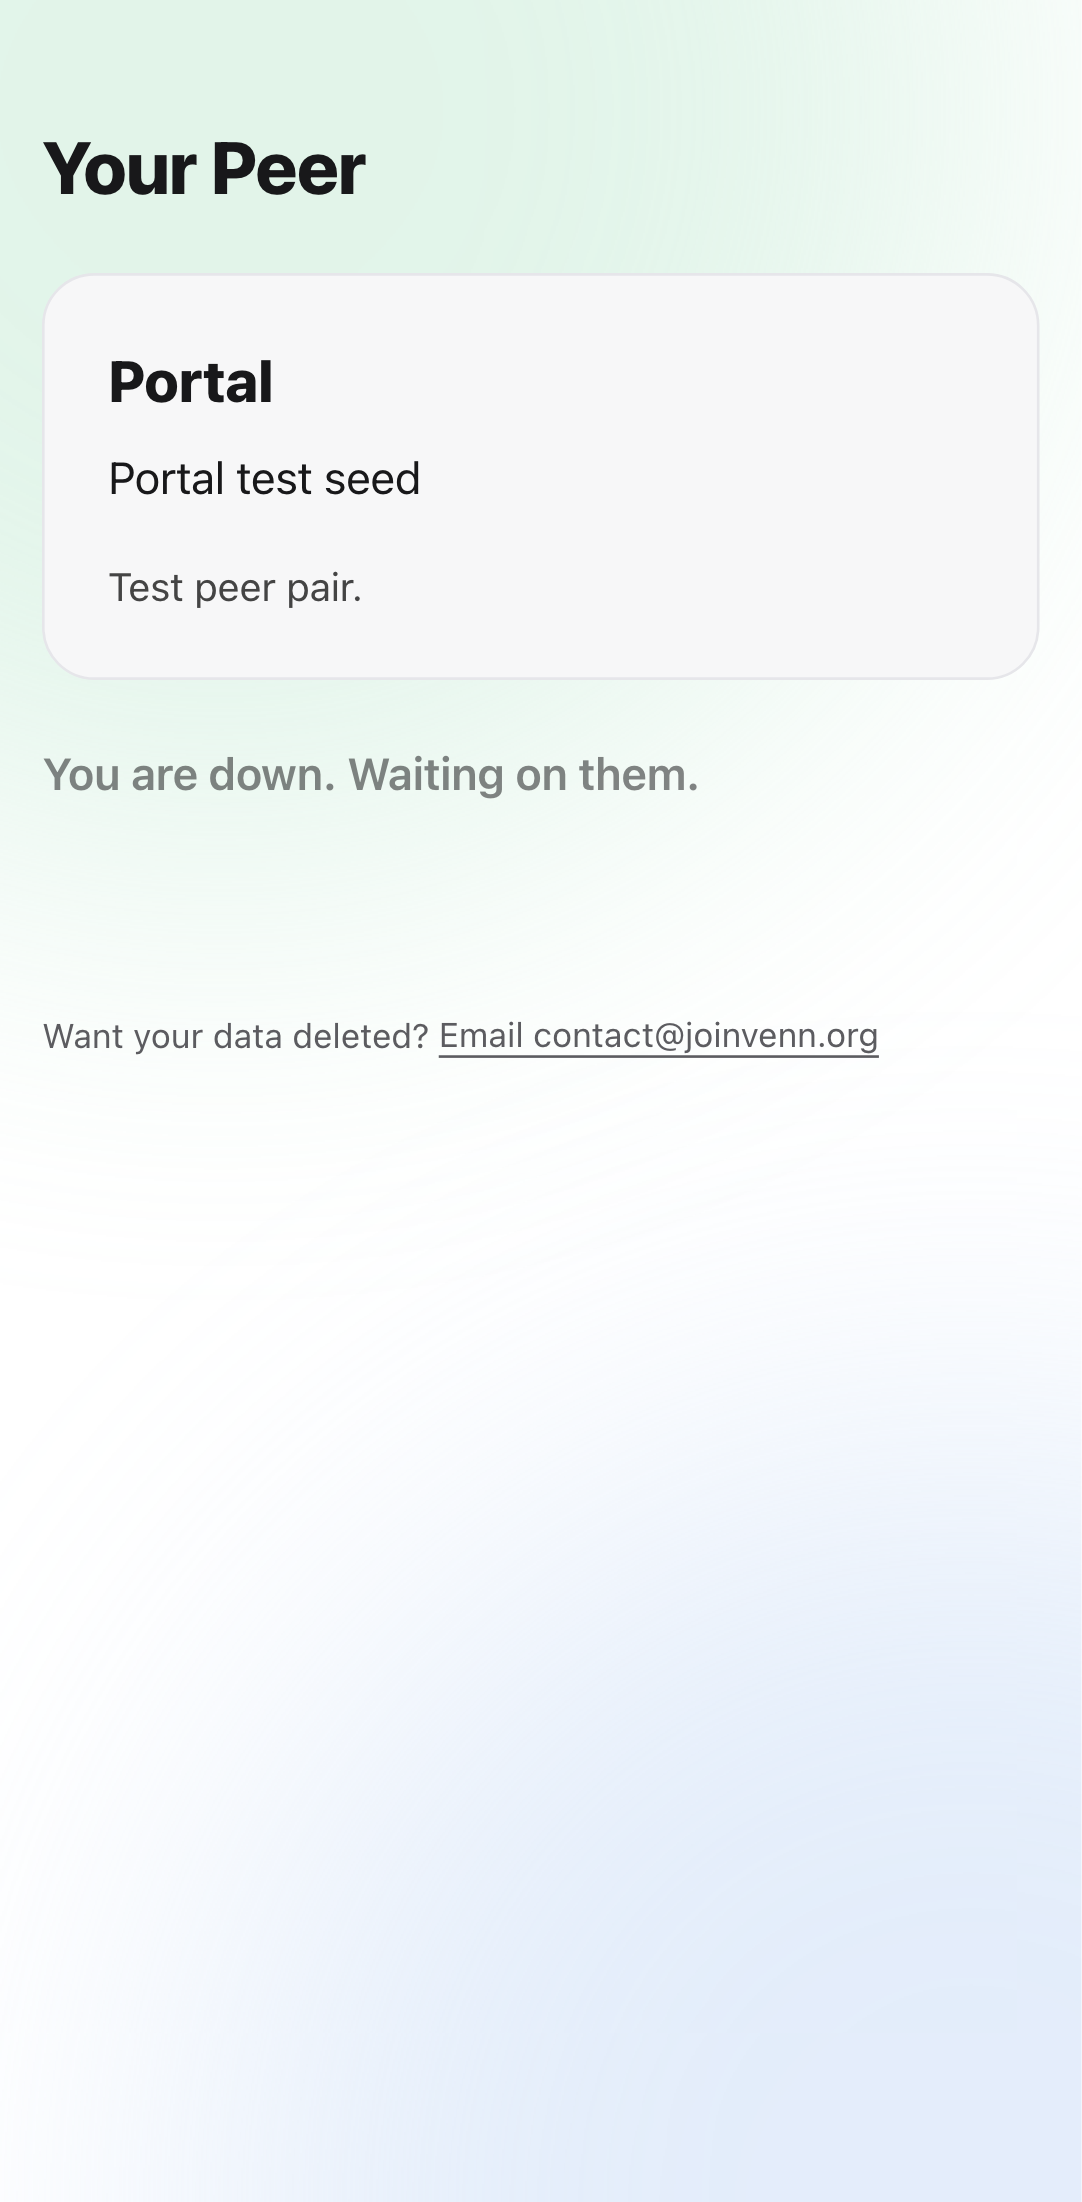 Your Peer
Portal
Portal test seed
Test peer pair.
You are down. Waiting on them.
Want your data deleted? Email contact@joinvenn.org